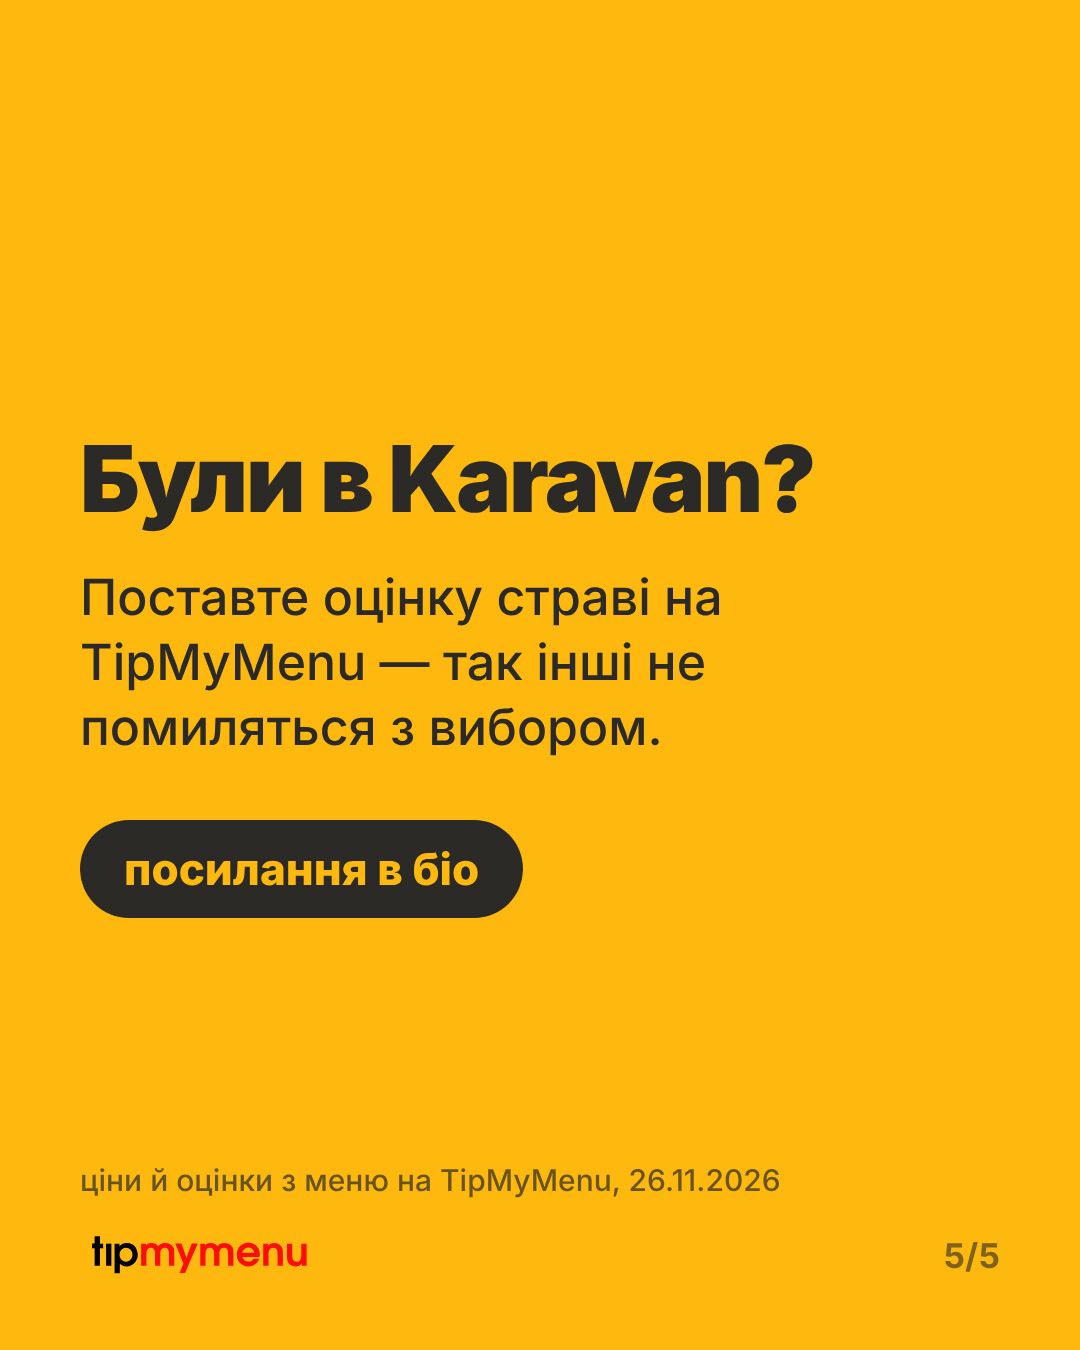 Були в Karavan?
Поставте оцінку страві на
TipMyMenu — так інші не
помиляться з вибором.
посилання в біо
ціни й оцінки з меню на TipMyMenu, 26.11.2026
tipmymenu
5/5